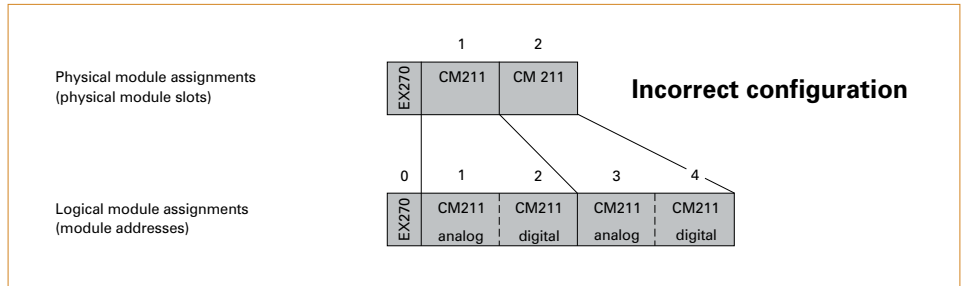 1 2
Physical module assignments
(physical module slots)
EX270 CM211 CM 211
Incorrect configuration
0 1 2 3 4
Logical module assignments
(module addresses)
EX270 CM211 CM211 CM211 CM211
analog digital analog digital